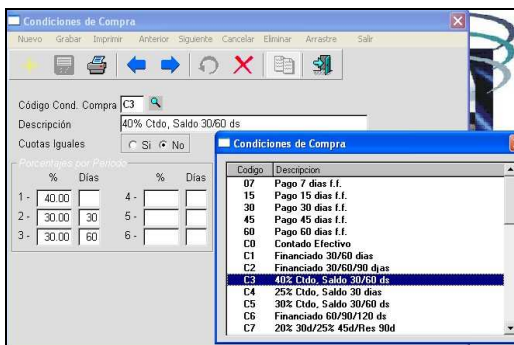 Condiciones de Compra
Nuevo Grabar Imprimir Anterior Siguiente Cancelar Eliminar Arrastre Salir
Código Cond. Compra C3
Descripción 40% Ctdo, Saldo 30/60 ds
Cuotas Iguales Si No
Porcentajes por Periodo
% Días % Días
1 - 40.00 4 -
2 - 30.00 30 5 -
3 - 30.00 60 6 -
Condiciones de Compra
Codigo Descripcion
07 Pago 7 dias f.f.
15 Pago 15 dias f.f.
30 Pago 30 dias f.f.
45 Pago 45 dias f.f.
60 Pago 60 dias f.f.
C0 Contado Efectivo
C1 Financiado 30/60 dias
C2 Financiado 30/60/90 djas
C3 40% Ctdo, Saldo 30/60 ds
C4 25% Ctdo, Saldo 30 dias
C5 30% Ctdo, Saldo 30/60 ds
C6 Financiado 60/90/120 ds
C7 20% 30d/25% 45d/Res 90d